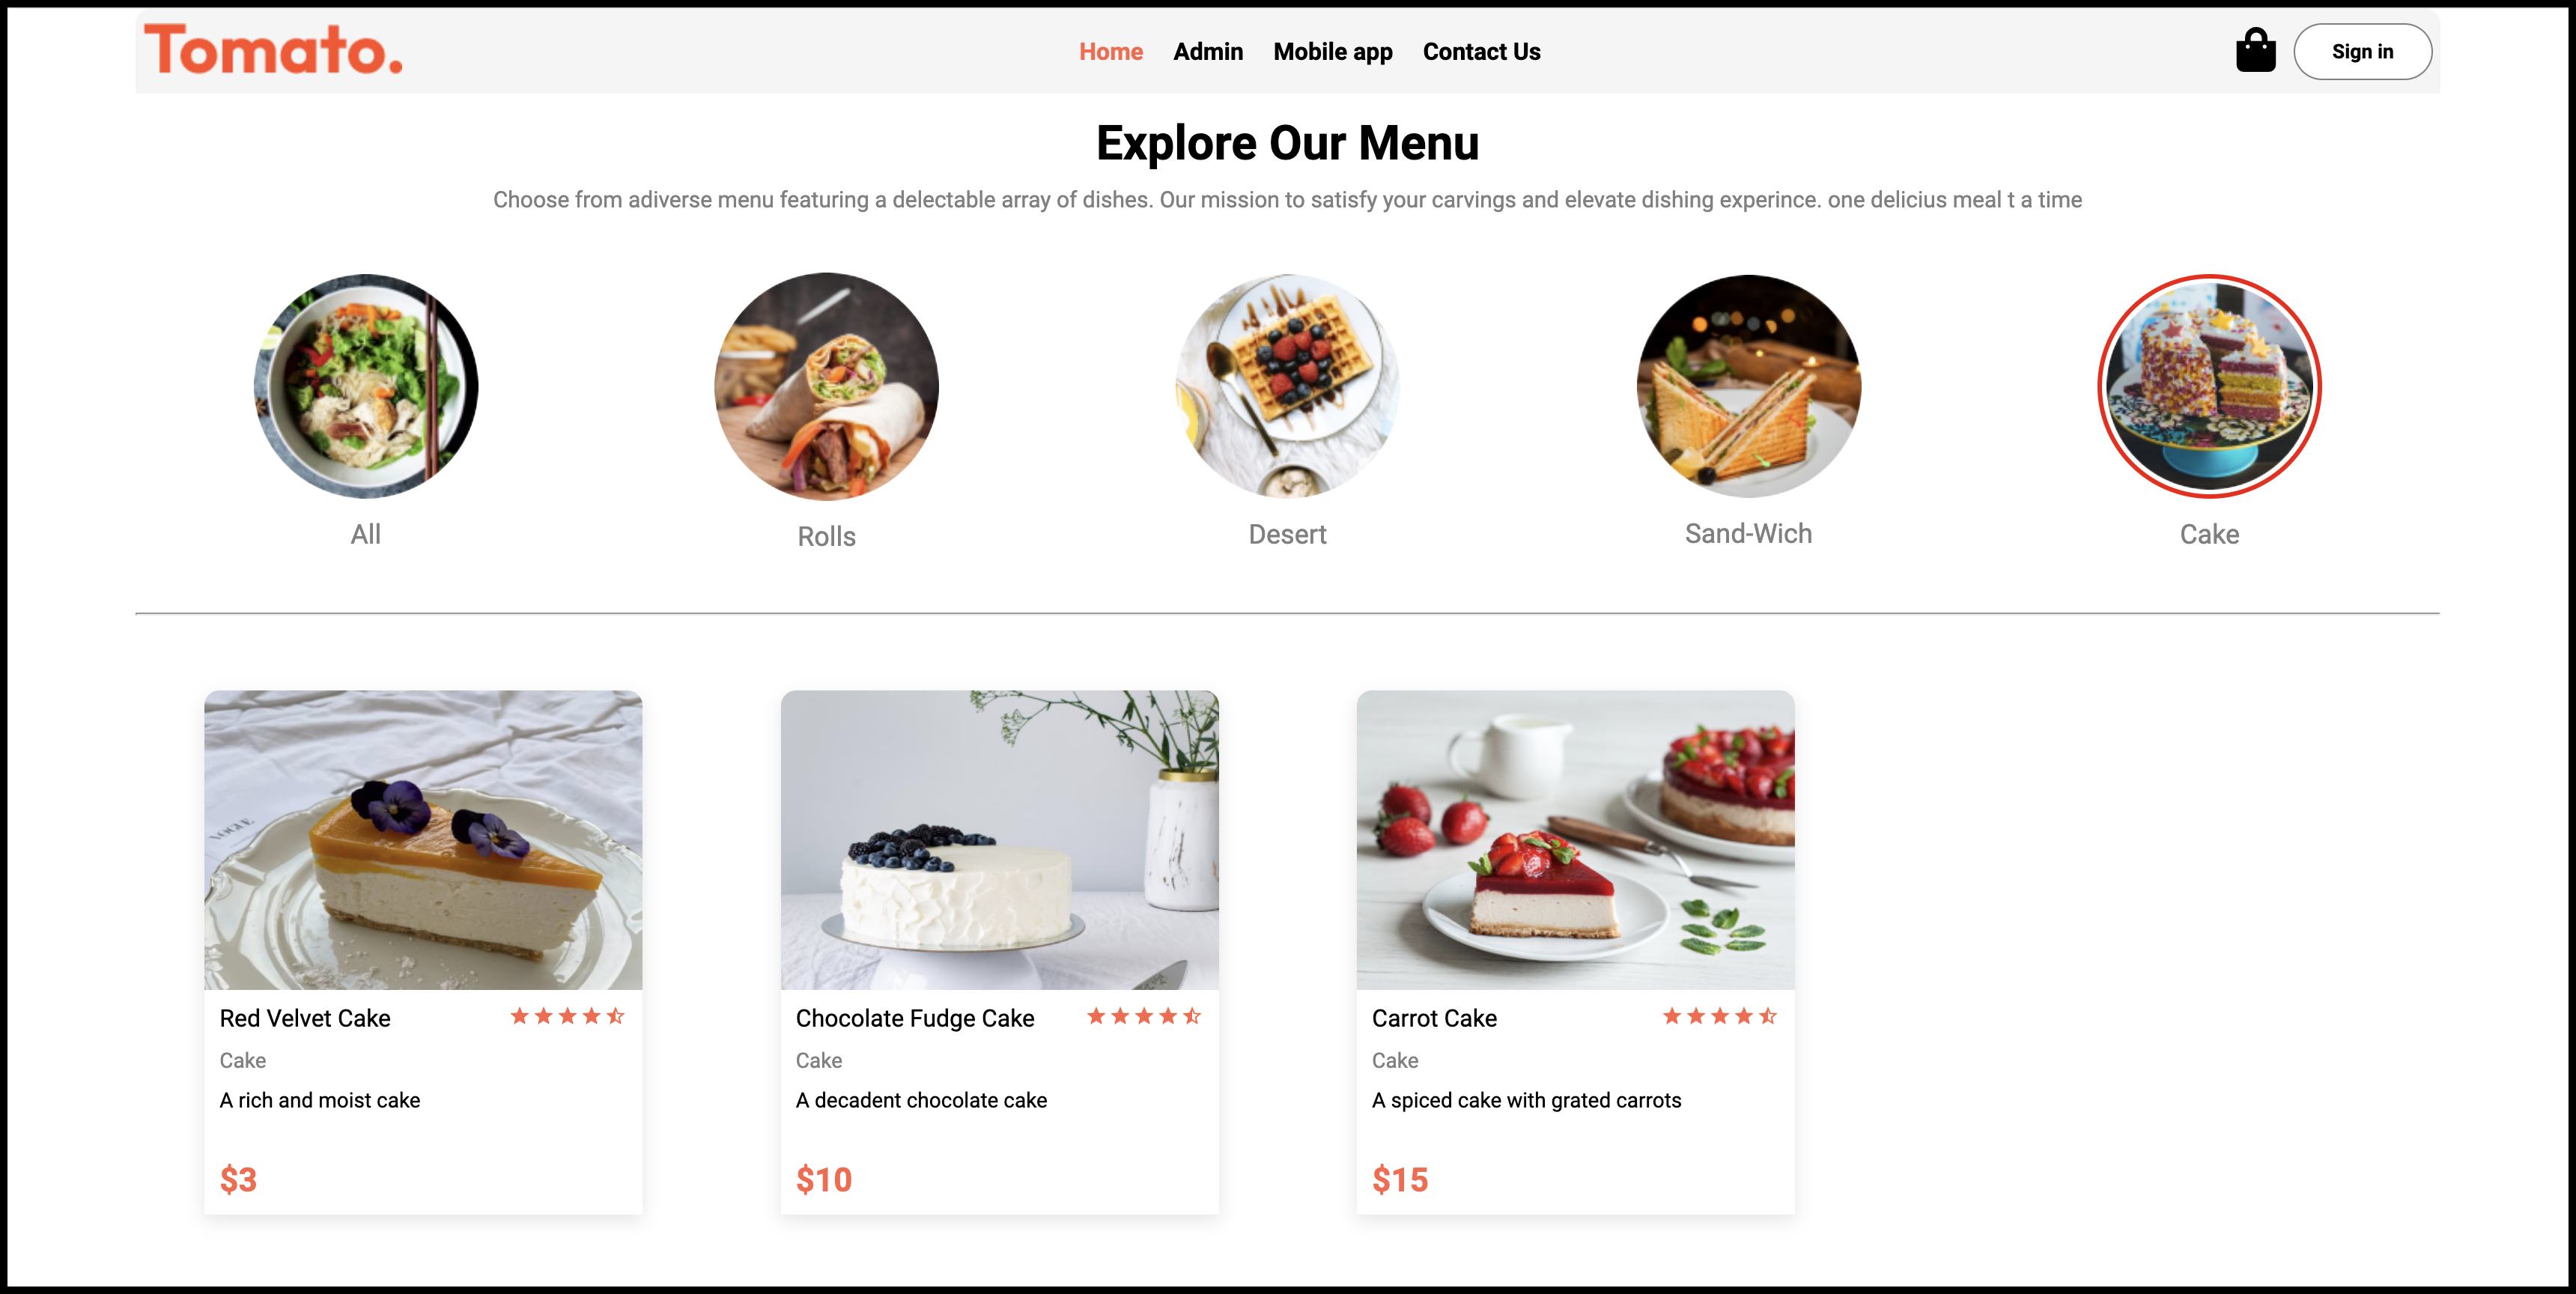 Tomato.
Home Admin Mobile app Contact Us
Sign in
Explore Our Menu
Choose from adiverse menu featuring a delectable array of dishes. Our mission to satisfy your carvings and elevate dishing experince. one delicius meal t a time
All
Rolls
Desert
Sand-Wich
Cake
VOGUE
Red Velvet Cake
Cake
A rich and moist cake
$3
Chocolate Fudge Cake
Cake
A decadent chocolate cake
$10
Carrot Cake
Cake
A spiced cake with grated carrots
$15